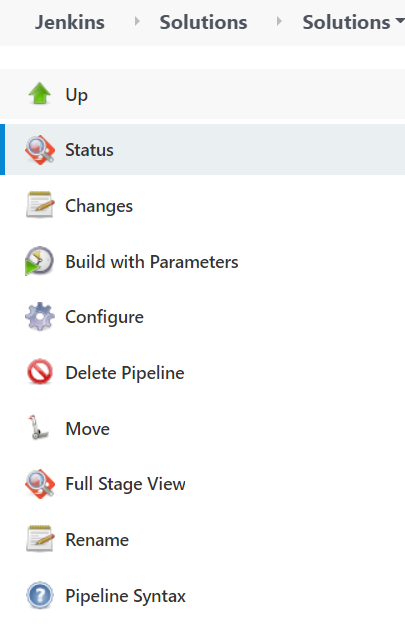 Jenkins Solutions Solutions
Up
Status
Changes
Build with Parameters
Configure
Delete Pipeline
Move
Full Stage View
Rename
Pipeline Syntax